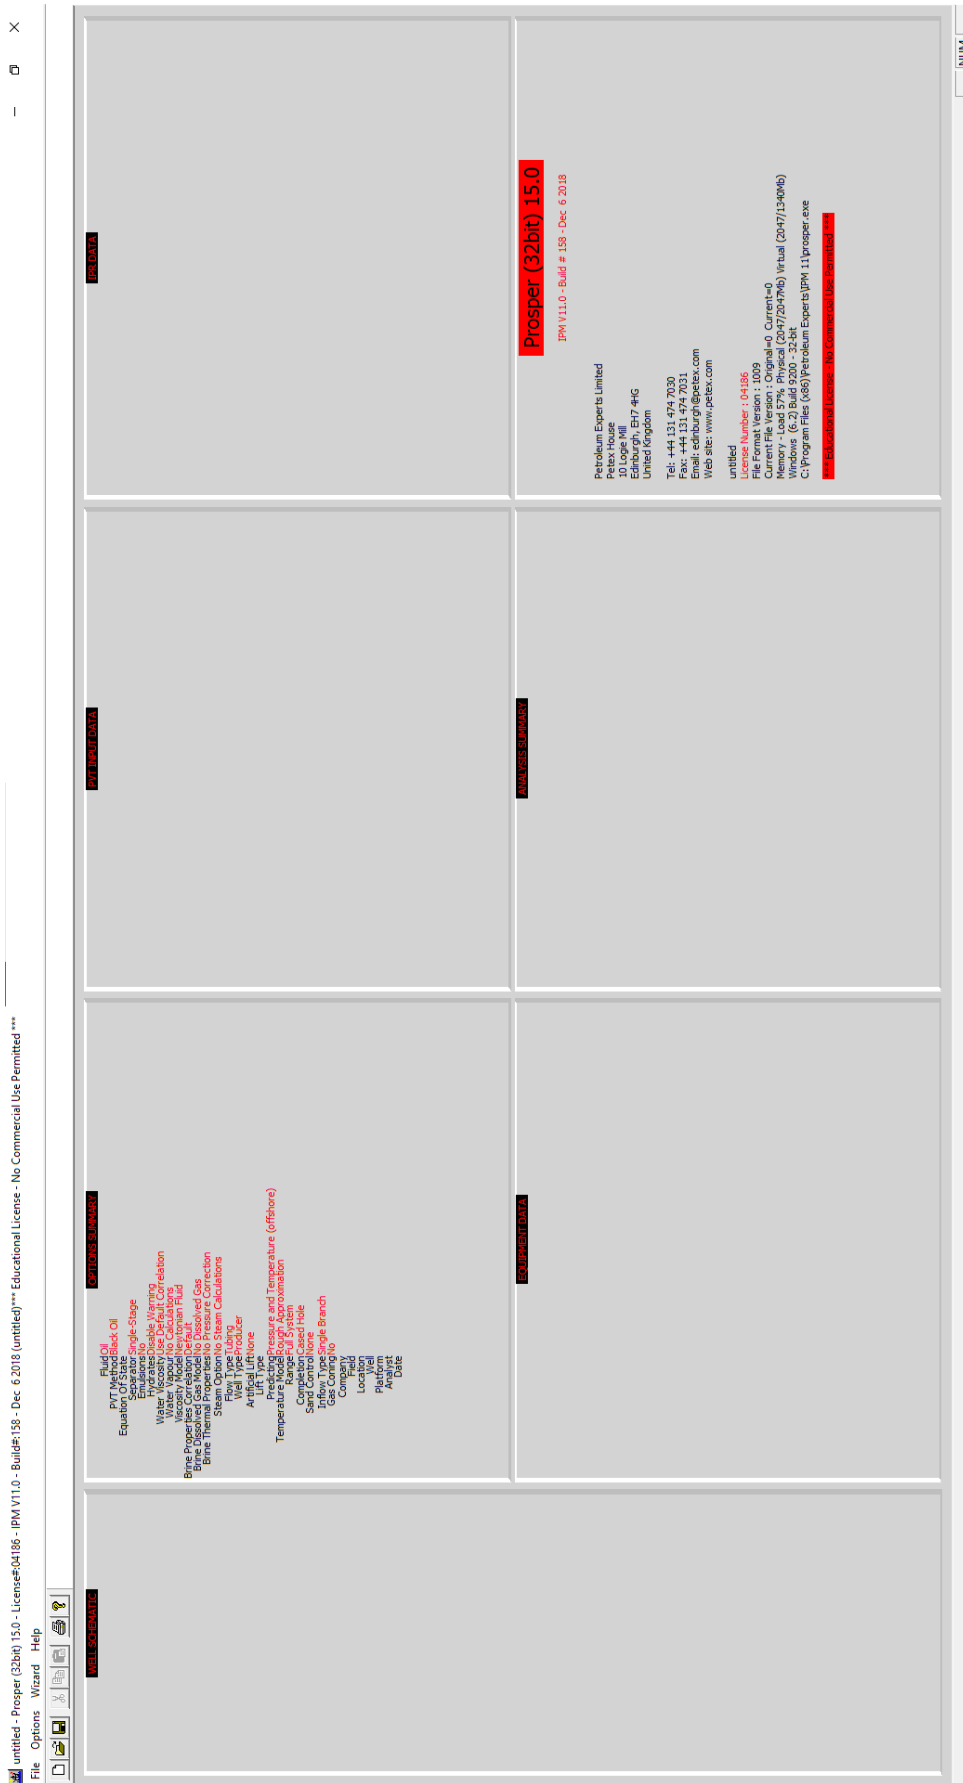 untitled - Prosper (32bit) 15.0 - License#:04186 - IPM V11.0 - Build#:158 - Dec 6 2018 (untitled)*** Educational License - No Commercial Use Permitted ***
File Options Wizard Help
WELL SCHEMATIC
OPTIONS SUMMARY
Fluid Oil
PVT Method Black Oil
Equation Of State
Separator Single-Stage
Emulsions No
Hydrates Disable Warning
Water Viscosity Use Default Correlation
Water Vapour No Calculations
Viscosity Model Newtonian Fluid
Brine Properties Correlation Default
Brine Dissolved Gas Model No Dissolved Gas
Brine Thermal Properties No Pressure Correction
Steam Option No Steam Calculations
Flow Type Tubing
Well Type Producer
Artificial Lift None
Lift Type
Predicting Pressure and Temperature (offshore)
Temperature Model Rough Approximation
Range Full System
Completion Cased Hole
Sand Control None
Inflow Type Single Branch
Gas Coning No
Company
Field
Location
Well
Platform
Analyst
Date
PVT INPUT DATA
IPR DATA
EQUIPMENT DATA
ANALYSIS SUMMARY
Prosper (32bit) 15.0
IPM V11.0 - Build # 158 - Dec 6 2018
Petroleum Experts Limited
Petex House
10 Logie Mill
Edinburgh, EH7 4HG
United Kingdom
Tel: +44 131 474 7030
Fax: +44 131 474 7031
Email: edinburgh@petex.com
Web site: www.petex.com
untitled
License Number : 04186
File Format Version : 1009
Current File Version : Original=0 Current=0
Memory - Load 57% Physical (2047/2047Mb) Virtual (2047/1340Mb)
Windows (6.2) Build 9200 - 32-bit
C:\Program Files (x86)\Petroleum Experts\IPM 11\prosper.exe
*** Educational License - No Commercial Use Permitted ***
NUM